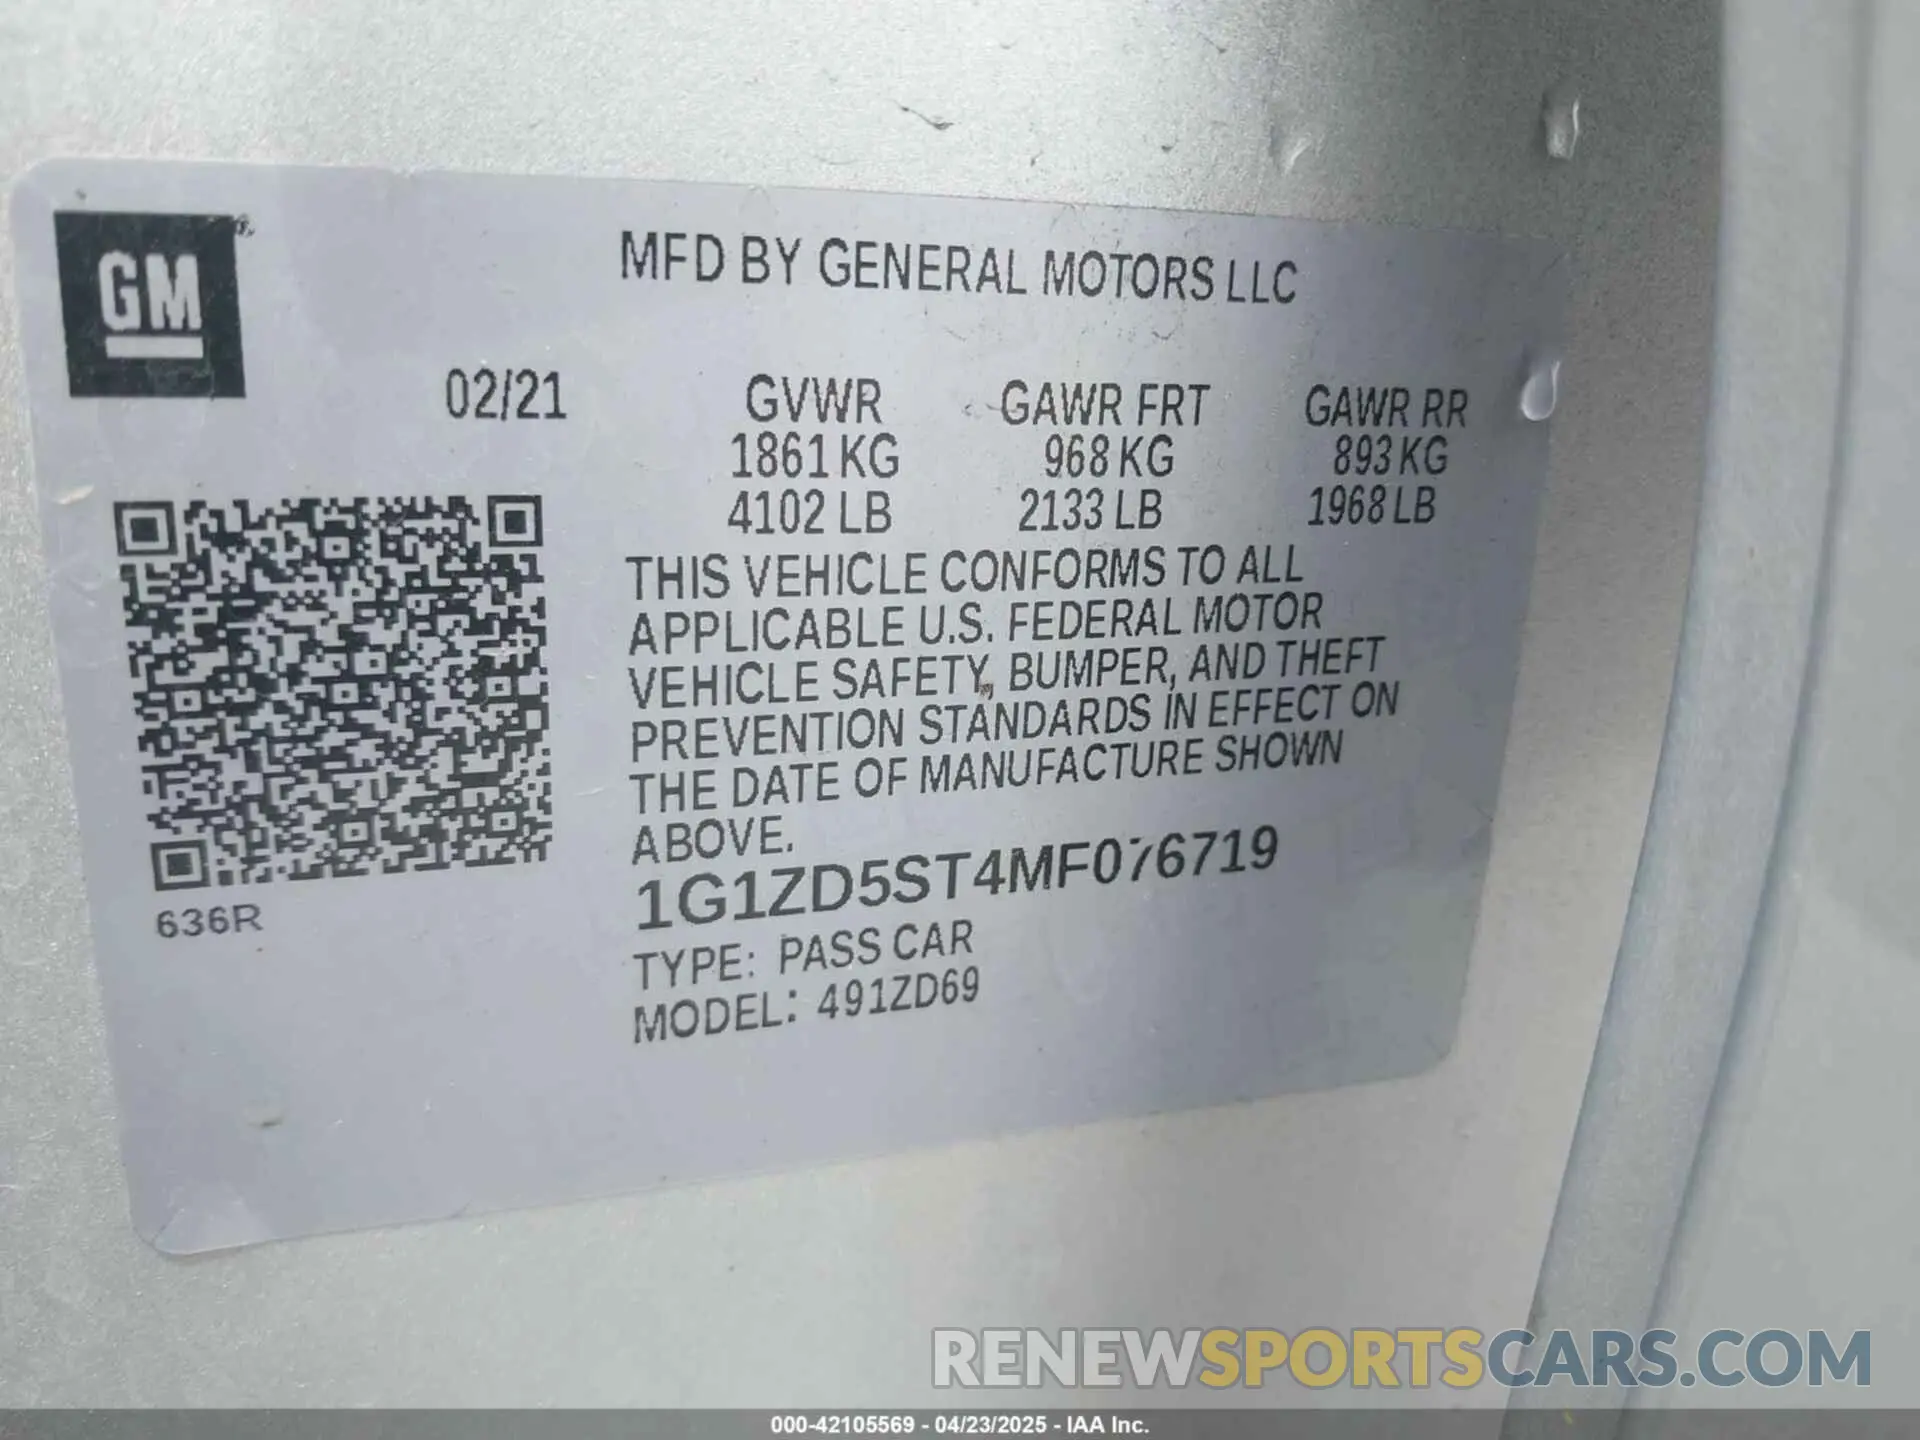 GM
MFD BY GENERAL MOTORS LLC
02/21
GVWR GAWR FRT GAWR RR
1861 KG 968 KG 893 KG
4102 LB 2133 LB 1968 LB
THIS VEHICLE CONFORMS TO ALL
APPLICABLE U.S. FEDERAL MOTOR
VEHICLE SAFETY, BUMPER, AND THEFT
PREVENTION STANDARDS IN EFFECT ON
THE DATE OF MANUFACTURE SHOWN
ABOVE.
1G1ZD5ST4MF076719
TYPE: PASS CAR
MODEL: 491ZD69
636R
RENEWSPORTSCARS.COM
000-42105569 - 04/23/2025 - IAA Inc.